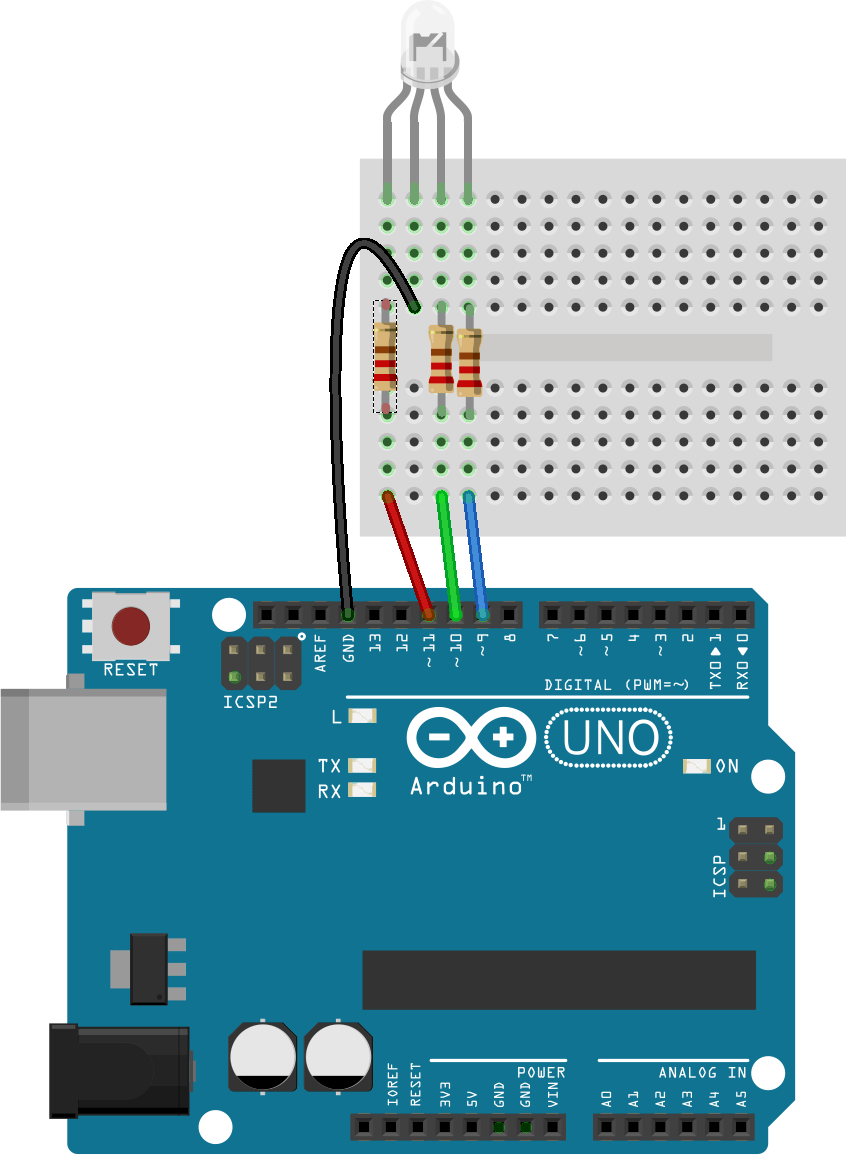 RESET
ICSP2
AREF
GND
13
12
~11
~10
~9
8
7
~6
~5
4
~3
2
TX0▶1
RX0◀0
DIGITAL (PWM=~)
L
TX
RX
Arduino™
UNO
ON
1
ICSP
IOREF
RESET
3V3
5V
GND
GND
VIN
POWER
ANALOG IN
A0
A1
A2
A3
A4
A5